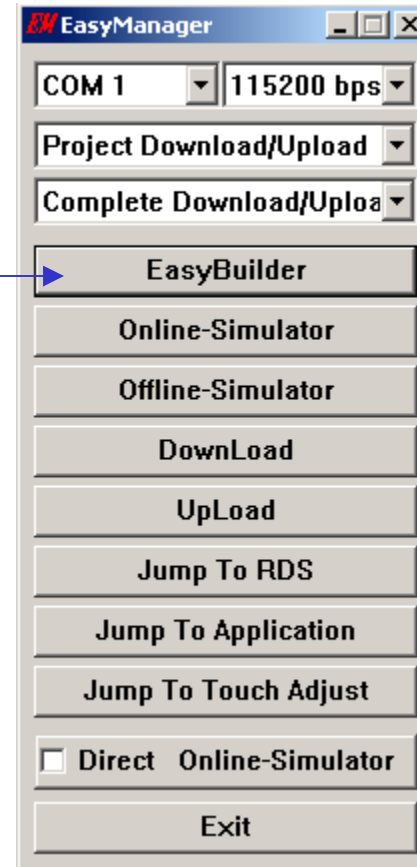 EM EasyManager
COM 1 115200 bps
Project Download/Upload
Complete Download/Uploa
EasyBuilder
Online-Simulator
Offline-Simulator
DownLoad
UpLoad
Jump To RDS
Jump To Application
Jump To Touch Adjust
Direct Online-Simulator
Exit